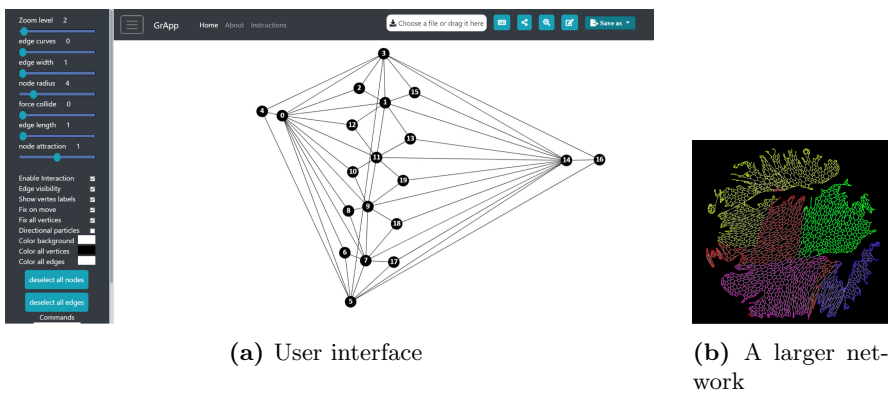 Zoom level 2
edge curves 0
edge width 1
node radius 4
force collide 0
edge length 1
node attraction 1
Enable Interaction
Edge visibility
Show vertex labels
Fix on move
Fix all vertices
Directional particles
Color background
Color all vertices
Color all edges
deselect all nodes
deselect all edges
Commands
GrApp Home About Instructions Choose a file or drag it here Save as
3
2
15
4
0
1
12
13
11
14
16
10
19
8
9
18
6
7
17
5
(a) User interface
(b) A larger net-
work